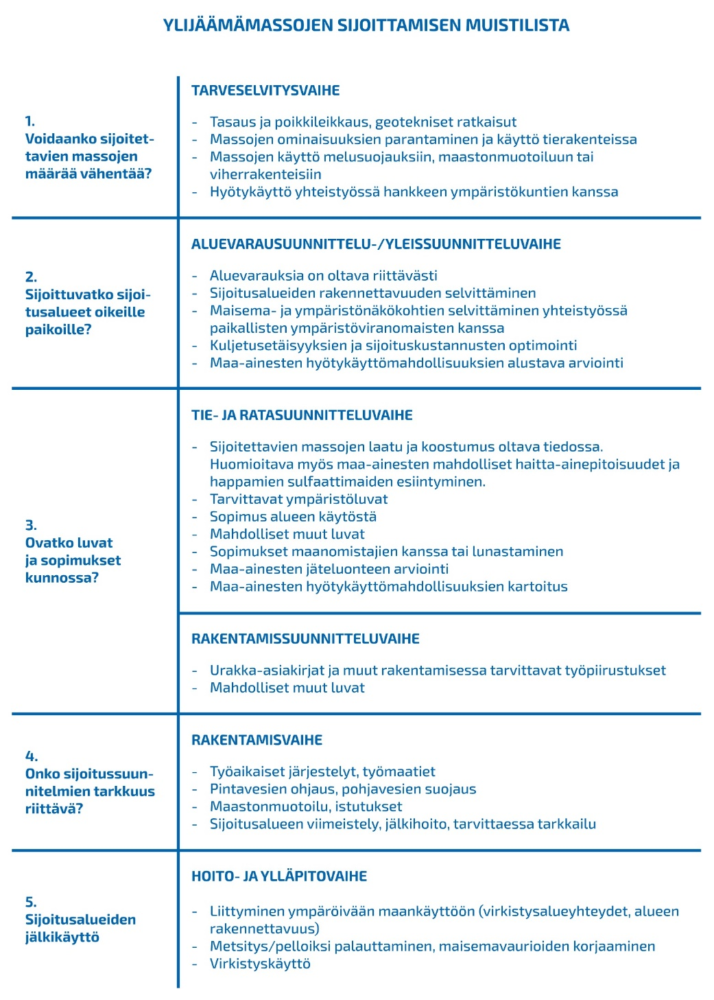 YLIJÄÄMÄMASSOJEN SIJOITTAMISEN MUISTILISTA
1.
Voidaanko sijoitet-
tavien massojen
määrää vähentää?
TARVESELVITYSVAIHE
- Tasaus ja poikkileikkaus, geotekniset ratkaisut
- Massojen ominaisuuksien parantaminen ja käyttö tierakenteissa
- Massojen käyttö melusuojauksiin, maastonmuotoiluun tai
viherrakenteisiin
- Hyötykäyttö yhteistyössä hankkeen ympäristökuntien kanssa
2.
Sijoittuvatko sijoi-
tusalueet oikeille
paikoille?
ALUEVARAUSUUNNITTELU-/YLEISSUUNNITTELUVAIHE
- Aluevarauksia on oltava riittävästi
- Sijoitusalueiden rakennettavuuden selvittäminen
- Maisema- ja ympäristönäkökohtien selvittäminen yhteistyössä
paikallisten ympäristöviranomaisten kanssa
- Kuljetusetäisyyksien ja sijoituskustannusten optimointi
- Maa-ainesten hyötykäyttömahdollisuuksien alustava arviointi
3.
Ovatko luvat
ja sopimukset
kunnossa?
TIE- JA RATASUUNNITTELUVAIHE
- Sijoitettavien massojen laatu ja koostumus oltava tiedossa.
Huomioitava myös maa-ainesten mahdolliset haitta-ainepitoisuudet ja
happamien sulfaattimaiden esiintyminen.
- Tarvittavat ympäristöluvat
- Sopimus alueen käytöstä
- Mahdolliset muut luvat
- Sopimukset maanomistajien kanssa tai lunastaminen
- Maa-ainesten jäteluonteen arviointi
- Maa-ainesten hyötykäyttömahdollisuuksien kartoitus
RAKENTAMISSUUNNITTELUVAIHE
- Urakka-asiakirjat ja muut rakentamisessa tarvittavat työpiirustukset
- Mahdolliset muut luvat
4.
Onko sijoitussuun-
nitelmien tarkkuus
riittävä?
RAKENTAMISVAIHE
- Työaikaiset järjestelyt, työmaatiet
- Pintavesien ohjaus, pohjavesien suojaus
- Maastonmuotoilu, istutukset
- Sijoitusalueen viimeistely, jälkihoito, tarvittaessa tarkkailu
5.
Sijoitusalueiden
jälkikäyttö
HOITO- JA YLLÄPITOVAIHE
- Liittyminen ympäröivään maankäyttöön (virkistysalueyhteydet, alueen
rakennettavuus)
- Metsitys/pelloiksi palauttaminen, maisemavaurioiden korjaaminen
- Virkistyskäyttö